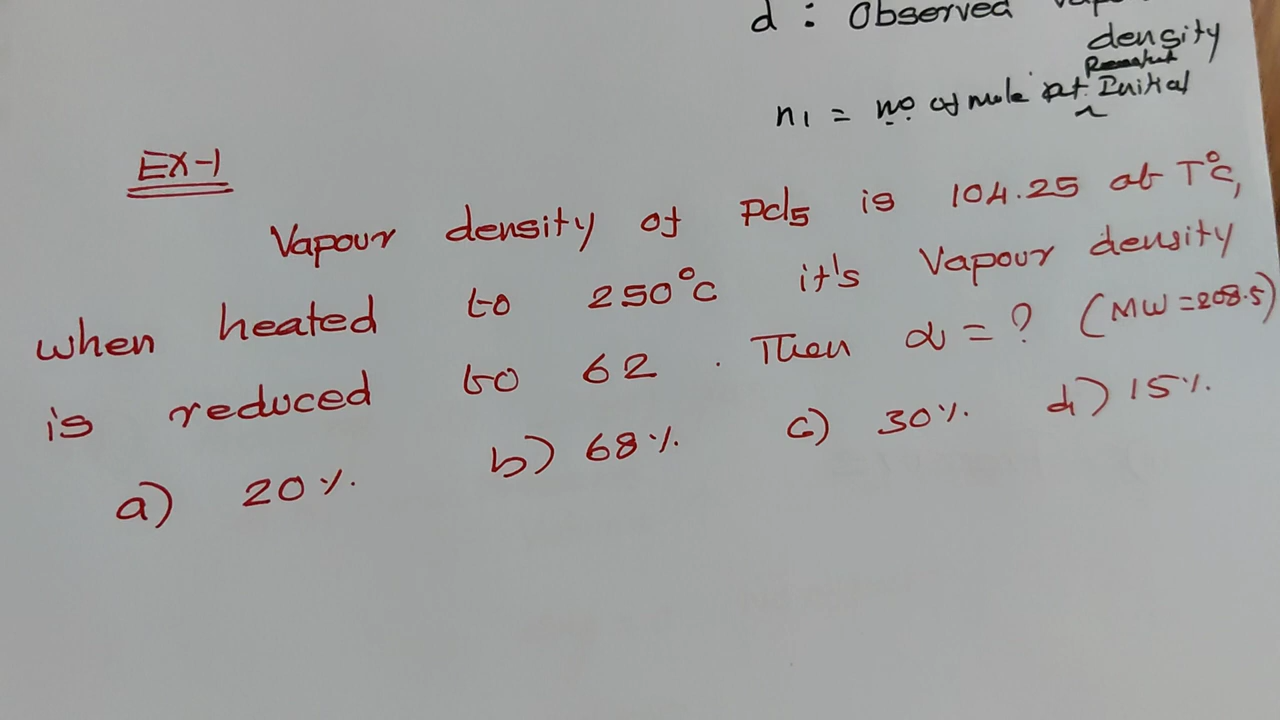 d : Observed
density
n1 = no of mole at Initial
EX-1
Vapour density of pcl5 is 104.25 at T°c,
when heated to 250°c it's Vapour density
is reduced to 62 . Then α = ? (MW = 208.5)
a) 20% b) 68% c) 30% d) 15%